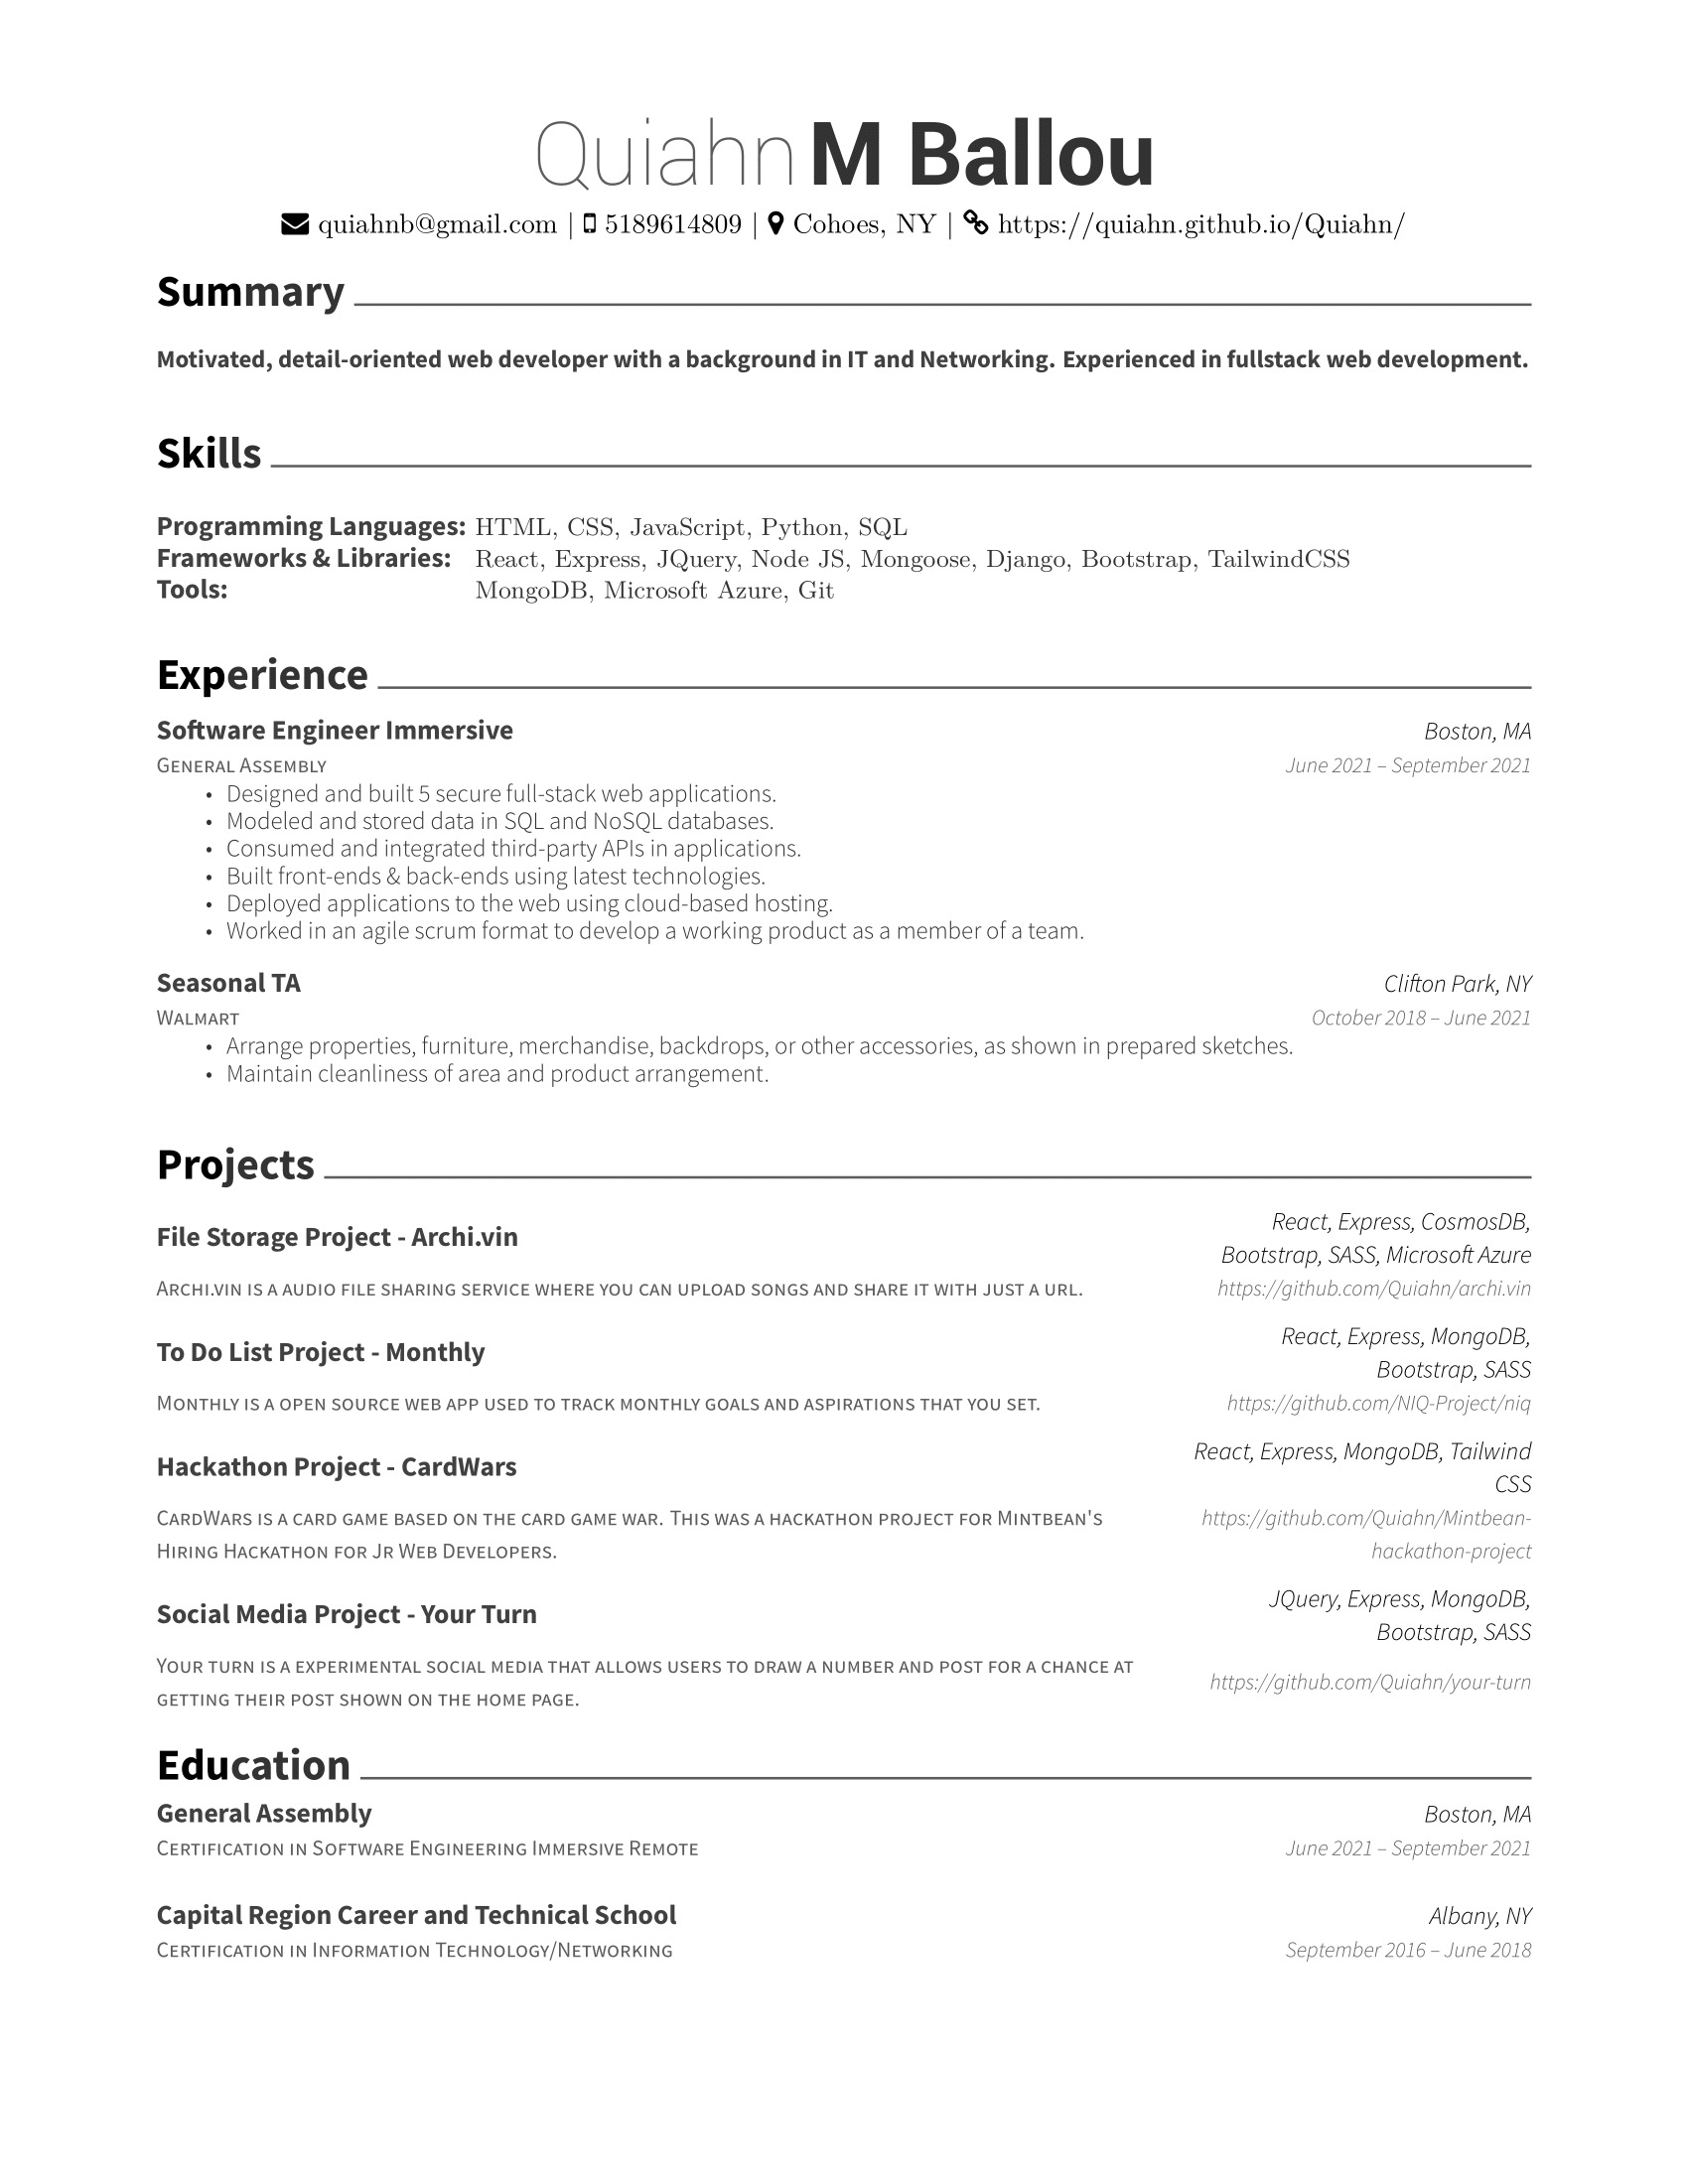 Quiahn M Ballou
quiahnb@gmail.com | 5189614809 | Cohoes, NY | https://quiahn.github.io/Quiahn/
Summary
Motivated, detail-oriented web developer with a background in IT and Networking. Experienced in fullstack web development.
Skills
Programming Languages: HTML, CSS, JavaScript, Python, SQL
Frameworks & Libraries: React, Express, JQuery, Node JS, Mongoose, Django, Bootstrap, TailwindCSS
Tools: MongoDB, Microsoft Azure, Git
Experience
Software Engineer Immersive Boston, MA
General Assembly June 2021 – September 2021
• Designed and built 5 secure full-stack web applications.
• Modeled and stored data in SQL and NoSQL databases.
• Consumed and integrated third-party APIs in applications.
• Built front-ends & back-ends using latest technologies.
• Deployed applications to the web using cloud-based hosting.
• Worked in an agile scrum format to develop a working product as a member of a team.
Seasonal TA Clifton Park, NY
Walmart October 2018 – June 2021
• Arrange properties, furniture, merchandise, backdrops, or other accessories, as shown in prepared sketches.
• Maintain cleanliness of area and product arrangement.
Projects
File Storage Project - Archi.vin
React, Express, CosmosDB,
Bootstrap, SASS, Microsoft Azure
Archi.vin is a audio file sharing service where you can upload songs and share it with just a url.
https://github.com/Quiahn/archi.vin
To Do List Project - Monthly
React, Express, MongoDB,
Bootstrap, SASS
Monthly is a open source web app used to track monthly goals and aspirations that you set.
https://github.com/NIQ-Project/niq
Hackathon Project - CardWars
React, Express, MongoDB, Tailwind
CSS
CardWars is a card game based on the card game war. This was a hackathon project for Mintbean's
Hiring Hackathon for Jr Web Developers.
https://github.com/Quiahn/Mintbean-
hackathon-project
Social Media Project - Your Turn
JQuery, Express, MongoDB,
Bootstrap, SASS
Your turn is a experimental social media that allows users to draw a number and post for a chance at
getting their post shown on the home page.
https://github.com/Quiahn/your-turn
Education
General Assembly Boston, MA
Certification in Software Engineering Immersive Remote June 2021 – September 2021
Capital Region Career and Technical School Albany, NY
Certification in Information Technology/Networking September 2016 – June 2018